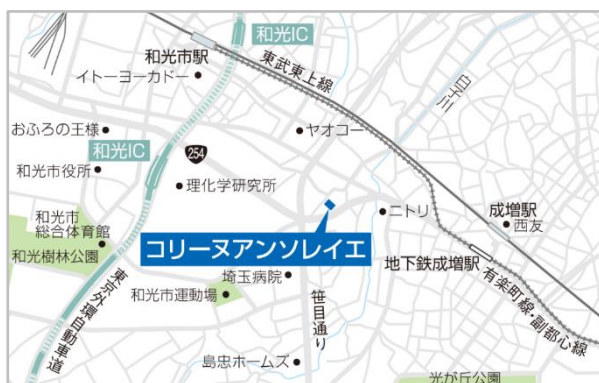 和光IC
和光市駅
イトーヨーカドー
東武東上線
白子川
おふろの王様
ヤオコー
和光IC
254
和光市役所
理化学研究所
和光市
総合体育館
ニトリ
成増駅
西友
コリーヌアンソレイエ
和光樹林公園
地下鉄成増駅
埼玉病院
和光市運動場
東京外環自動車道
笹目通り
有楽町線・副都心線
島忠ホームズ
光が丘公園